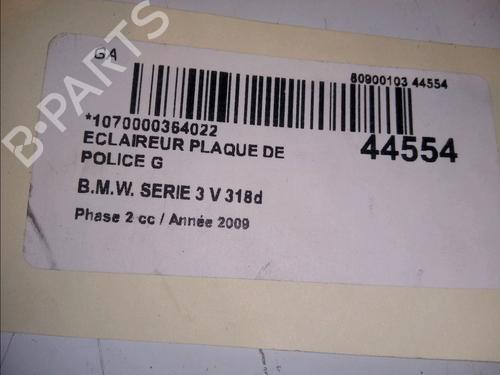 GA
80900103 44554
*1070000364022
44554
ECLAIREUR PLAQUE DE
POLICE G
B.M.W. SERIE 3 V 318d
Phase 2 cc / Année 2009
B-PARTS